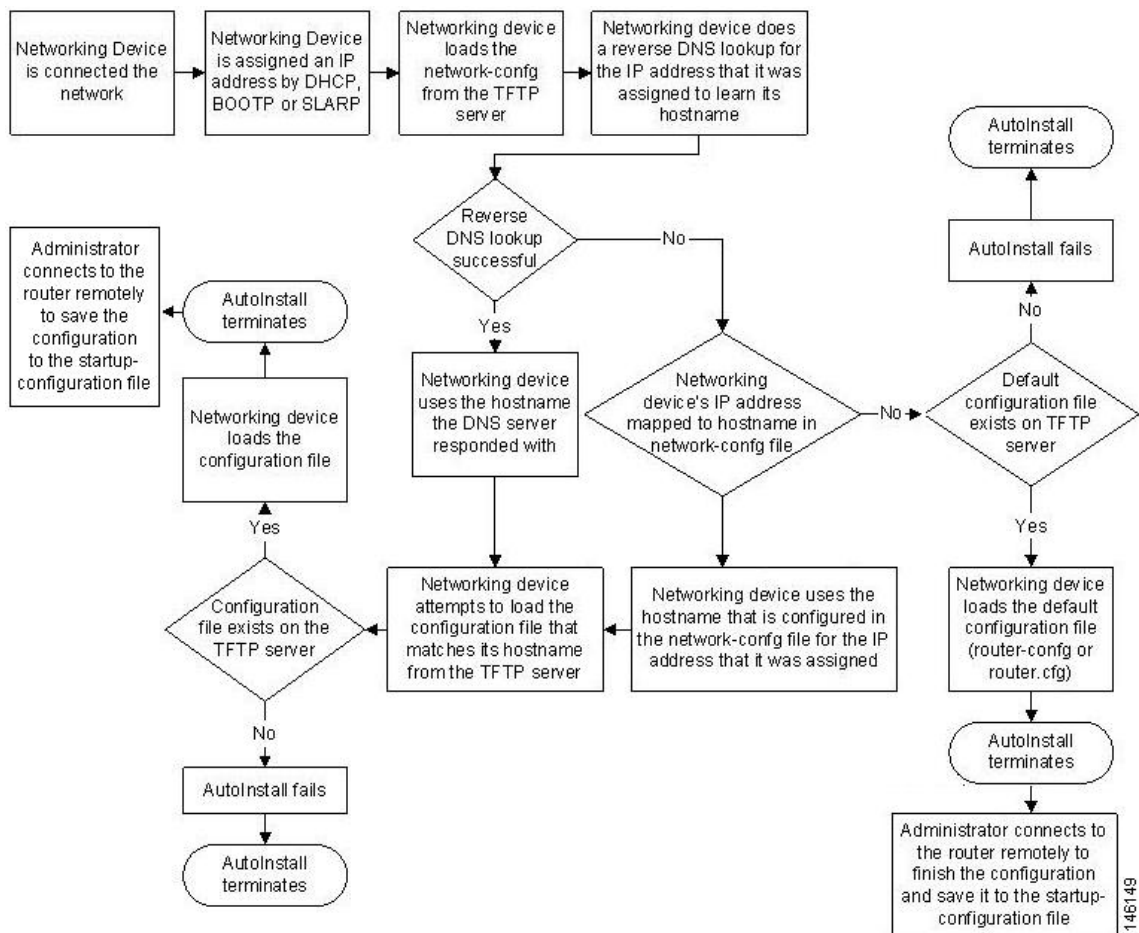 Networking Device
is connected the
network
Networking Device
is assigned an IP
address by DHCP,
BOOTP or SLARP
Networking device
loads the
network-confg
from the TFTP
server
Networking device does
a reverse DNS lookup for
the IP address that it was
assigned to learn its
hostname
AutoInstall
terminates
Reverse
DNS lookup
successful
No
AutoInstall fails
No
Administrator
connects to the
router remotely
to save the
configuration
to the startup-
configuration file
AutoInstall
terminates
Yes
Networking device
loads the
configuration file
Networking device
uses the hostname
the DNS server
responded with
Networking
device's IP address
mapped to hostname in
network-confg file
No
Default
configuration file
exists on TFTP
server
Yes
Yes
Configuration
file exists on the
TFTP server
Networking device
attempts to load the
configuration file that
matches its hostname
from the TFTP server
Networking device uses the
hostname that is configured in
the network-confg file for the IP
address that it was assigned
Networking device
loads the default
configuration file
(router-confg or
router.cfg)
No
AutoInstall fails
AutoInstall
terminates
AutoInstall
terminates
Administrator connects to
the router remotely to
finish the configuration
and save it to the startup-
configuration file
146149